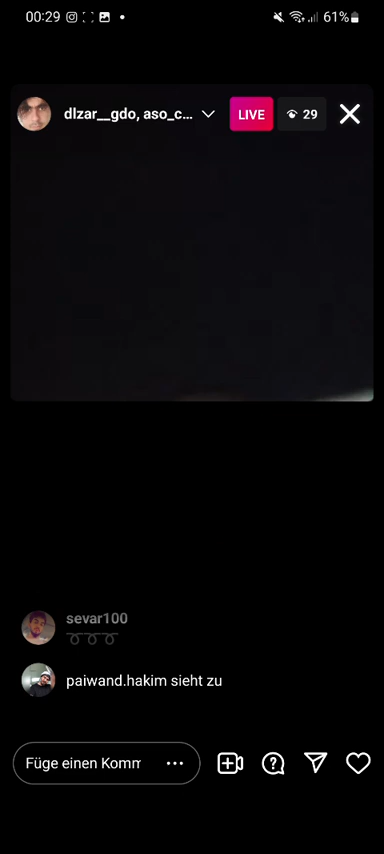 00:29 61%
dlzar__gdo, aso_c... LIVE 29
sevar100
➰➰➰
paiwand.hakim sieht zu
Füge einen Komm